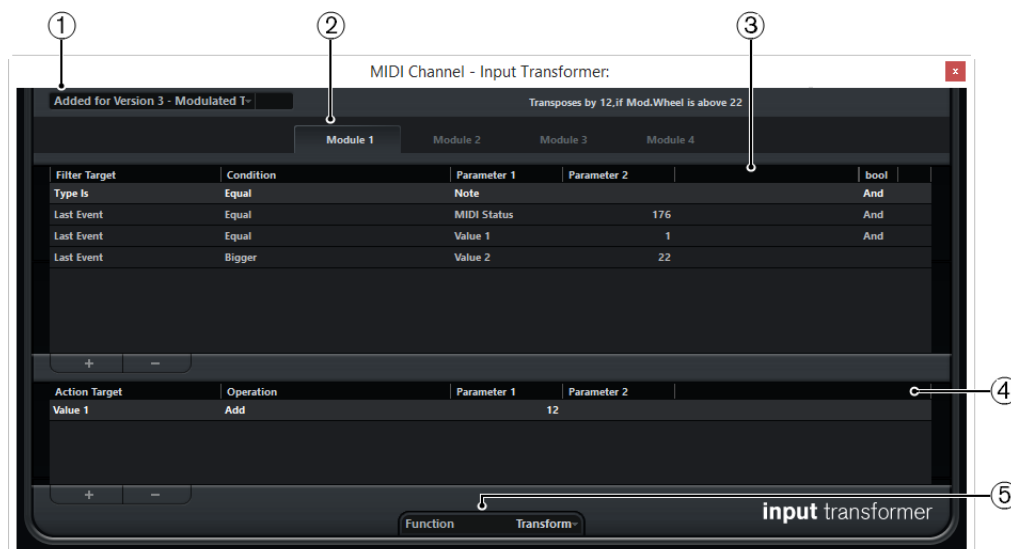 1 2 3
MIDI Channel - Input Transformer: x
Added for Version 3 - Modulated T Transposes by 12,if Mod.Wheel is above 22
Module 1 Module 2 Module 3 Module 4
Filter Target Condition Parameter 1 Parameter 2 bool
Type Is Equal Note And
Last Event Equal MIDI Status 176 And
Last Event Equal Value 1 1 And
Last Event Bigger Value 2 22
+ −
Action Target Operation Parameter 1 Parameter 2 4
Value 1 Add 12
+ − 5
Function Transform input transformer